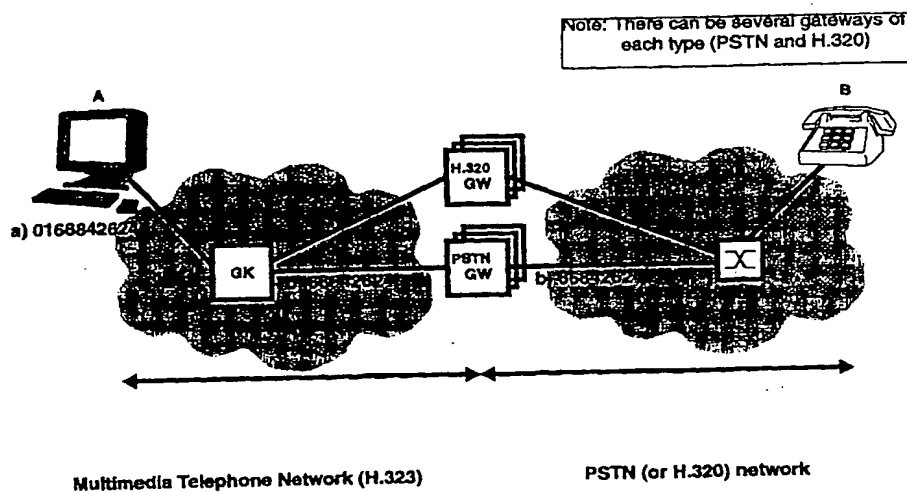 Note: There can be several gateways of
each type (PSTN and H.320)
A
B
H.320
GW
a)
GK
PSTN
GW
Multimedia Telephone Network (H.323)
PSTN (or H.320) network